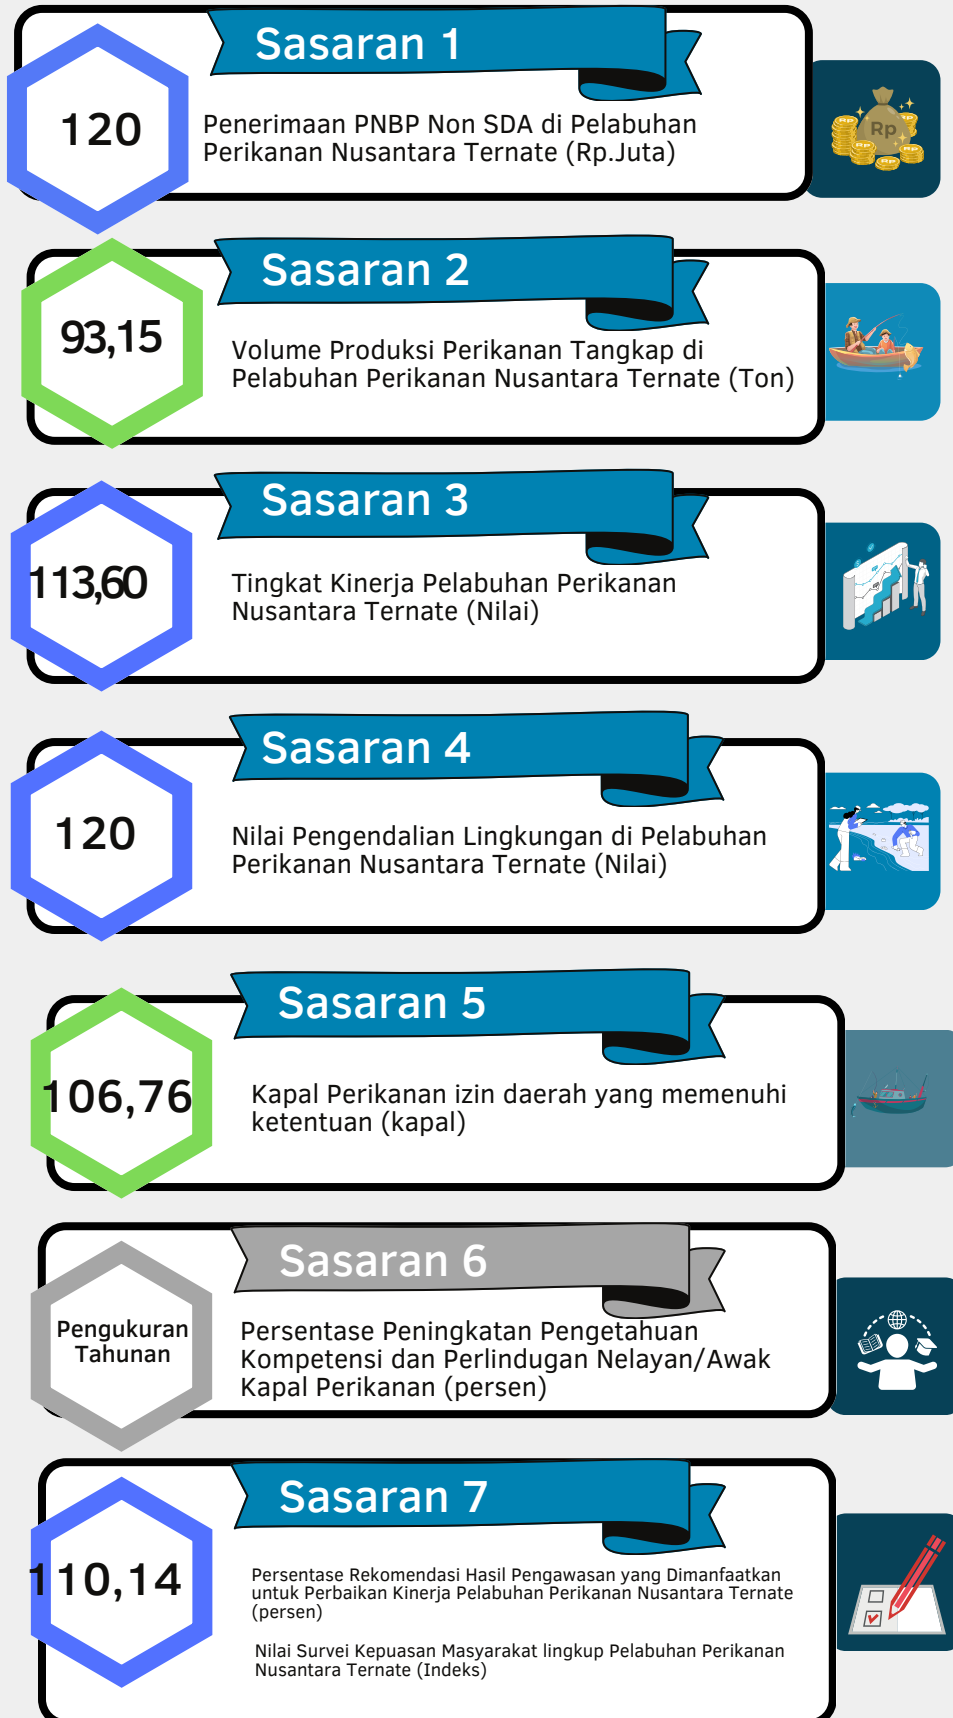 Sasaran 1
120
Penerimaan PNBP Non SDA di Pelabuhan
Perikanan Nusantara Ternate (Rp.Juta)
Rp
RP
RP
RP
RP
Sasaran 2
93,15
Volume Produksi Perikanan Tangkap di
Pelabuhan Perikanan Nusantara Ternate (Ton)
Sasaran 3
113,60
Tingkat Kinerja Pelabuhan Perikanan
Nusantara Ternate (Nilai)
Sasaran 4
120
Nilai Pengendalian Lingkungan di Pelabuhan
Perikanan Nusantara Ternate (Nilai)
Sasaran 5
106,76
Kapal Perikanan izin daerah yang memenuhi
ketentuan (kapal)
Sasaran 6
Pengukuran
Tahunan
Persentase Peningkatan Pengetahuan
Kompetensi dan Perlindugan Nelayan/Awak
Kapal Perikanan (persen)
Sasaran 7
110,14
Persentase Rekomendasi Hasil Pengawasan yang Dimanfaatkan
untuk Perbaikan Kinerja Pelabuhan Perikanan Nusantara Ternate
(persen)
Nilai Survei Kepuasan Masyarakat lingkup Pelabuhan Perikanan
Nusantara Ternate (Indeks)